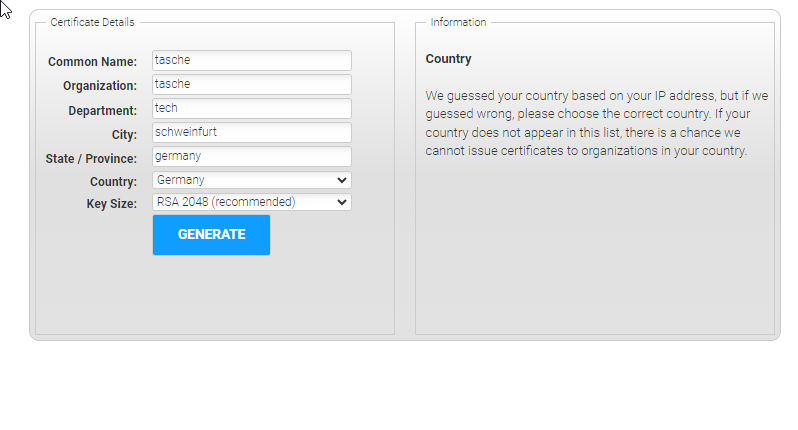 Certificate Details
Common Name: tasche
Organization: tasche
Department: tech
City: schweinfurt
State / Province: germany
Country: Germany
Key Size: RSA 2048 (recommended)
GENERATE
Information
Country
We guessed your country based on your IP address, but if we
guessed wrong, please choose the correct country. If your
country does not appear in this list, there is a chance we
cannot issue certificates to organizations in your country.